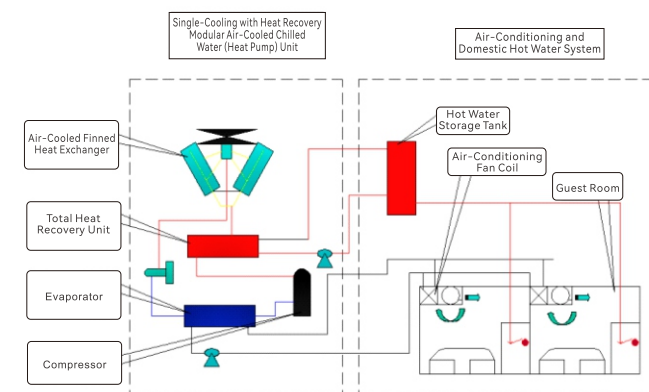 Single-Cooling with Heat Recovery
Modular Air-Cooled Chilled
Water (Heat Pump) Unit
Air-Conditioning and
Domestic Hot Water System
Hot Water
Storage Tank
Air-Cooled Finned
Heat Exchanger
Air-Conditioning
Fan Coil
Guest Room
Total Heat
Recovery Unit
Evaporator
Compressor